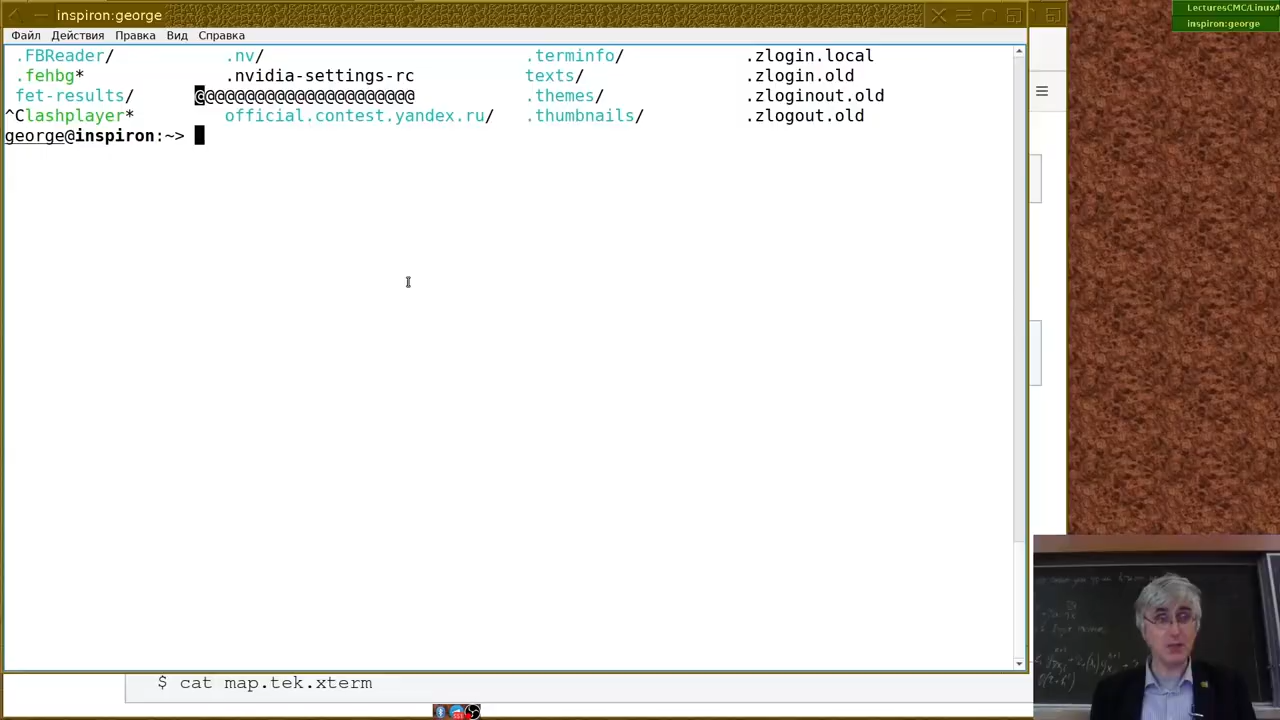 inspiron:george
LecturesCMC/LinuxA
inspiron:george
Файл Действия Правка Вид Справка
.FBReader/ .nv/ .terminfo/ .zlogin.local
.fehbg* .nvidia-settings-rc texts/ .zlogin.old
fet-results/ @@@@@@@@@@@@@@@@@@@@@@ .themes/ .zloginout.old
^Clashplayer* official.contest.yandex.ru/ .thumbnails/ .zlogout.old
george@inspiron:~>
$ cat map.tek.xterm